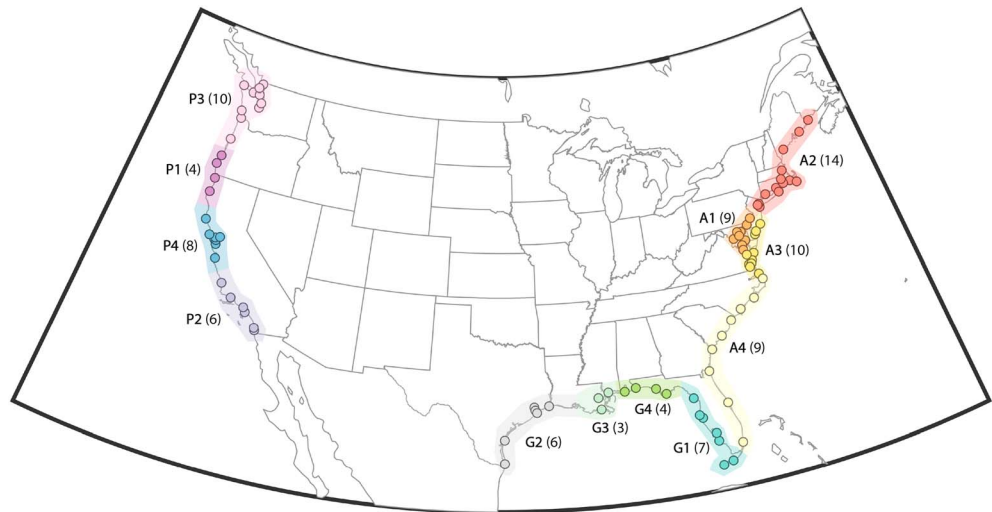 P3 (10)
A2 (14)
P1 (4)
A1 (9)
P4 (8)
A3 (10)
P2 (6)
A4 (9)
G4 (4)
G3 (3)
G2 (6)
G1 (7)